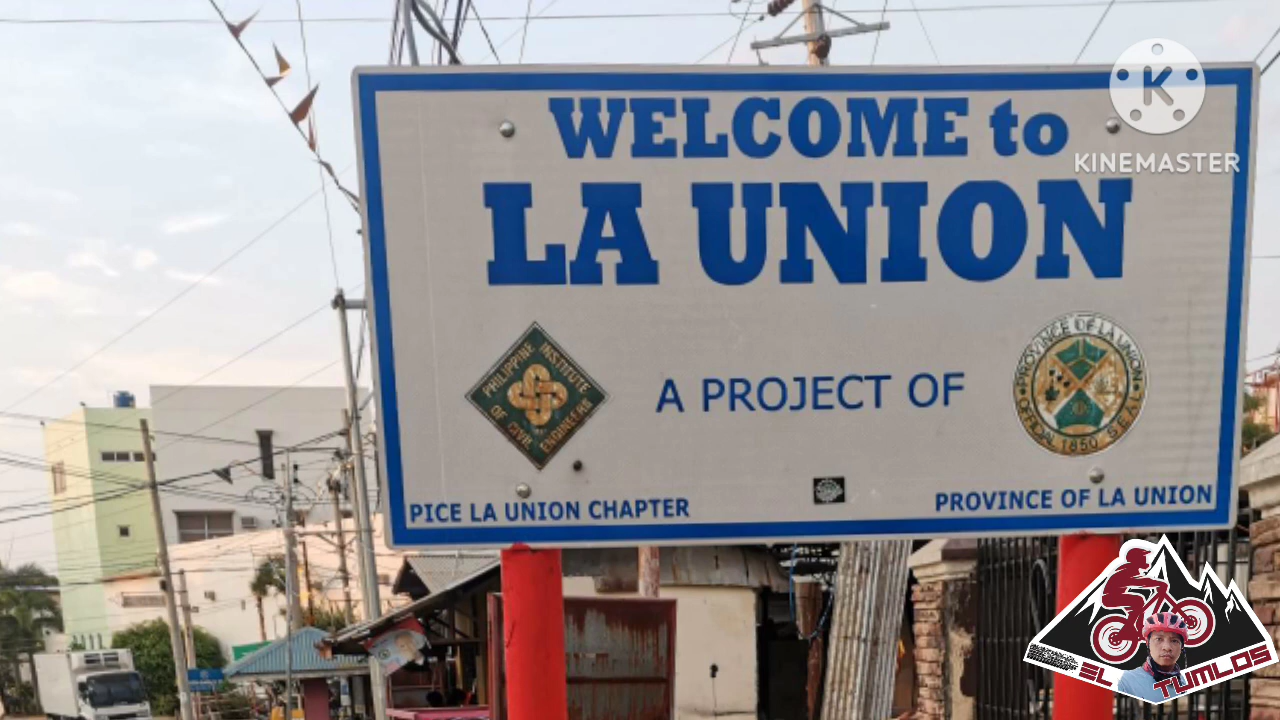 WELCOME to
LA UNION
PHILIPPINE INSTITUTE OF CIVIL ENGINEERS
A PROJECT OF
PROVINCE OF LA UNION
OFFICIAL SEAL
1850
PICE LA UNION CHAPTER
PROVINCE OF LA UNION
K
KINEMASTER
EL TUMLOS